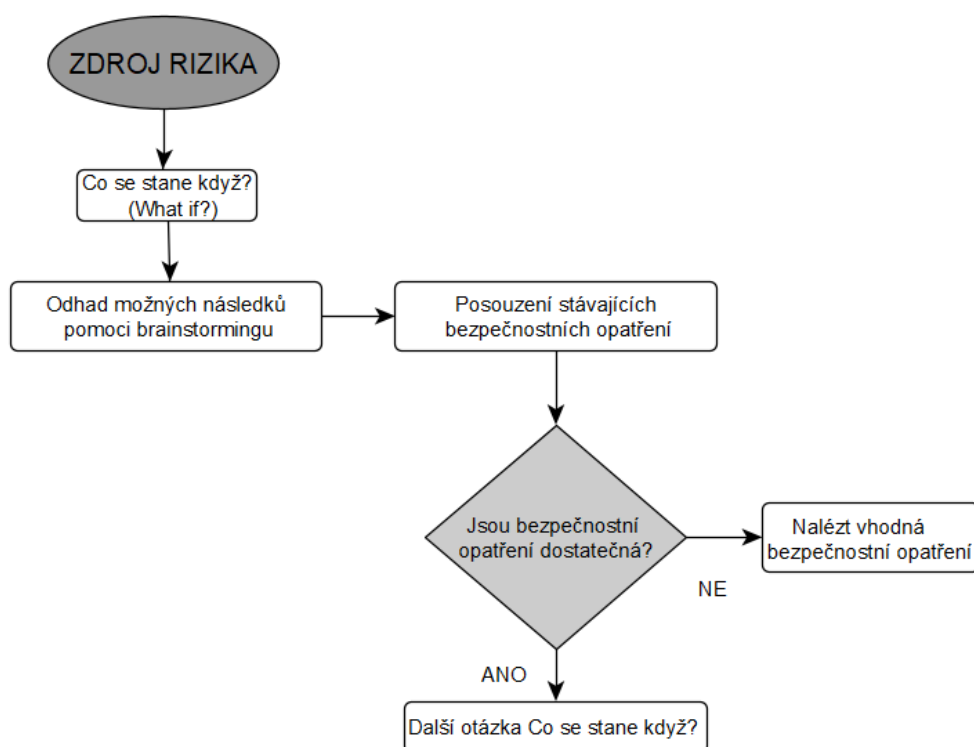 ZDROJ RIZIKA
Co se stane když?
(What if?)
Odhad možných následků
pomoci brainstormingu
Posouzení stávajících
bezpečnostních opatření
Jsou bezpečnostní
opatření dostatečná?
NE
Nalézt vhodná
bezpečnostní opatření
ANO
Další otázka Co se stane když?